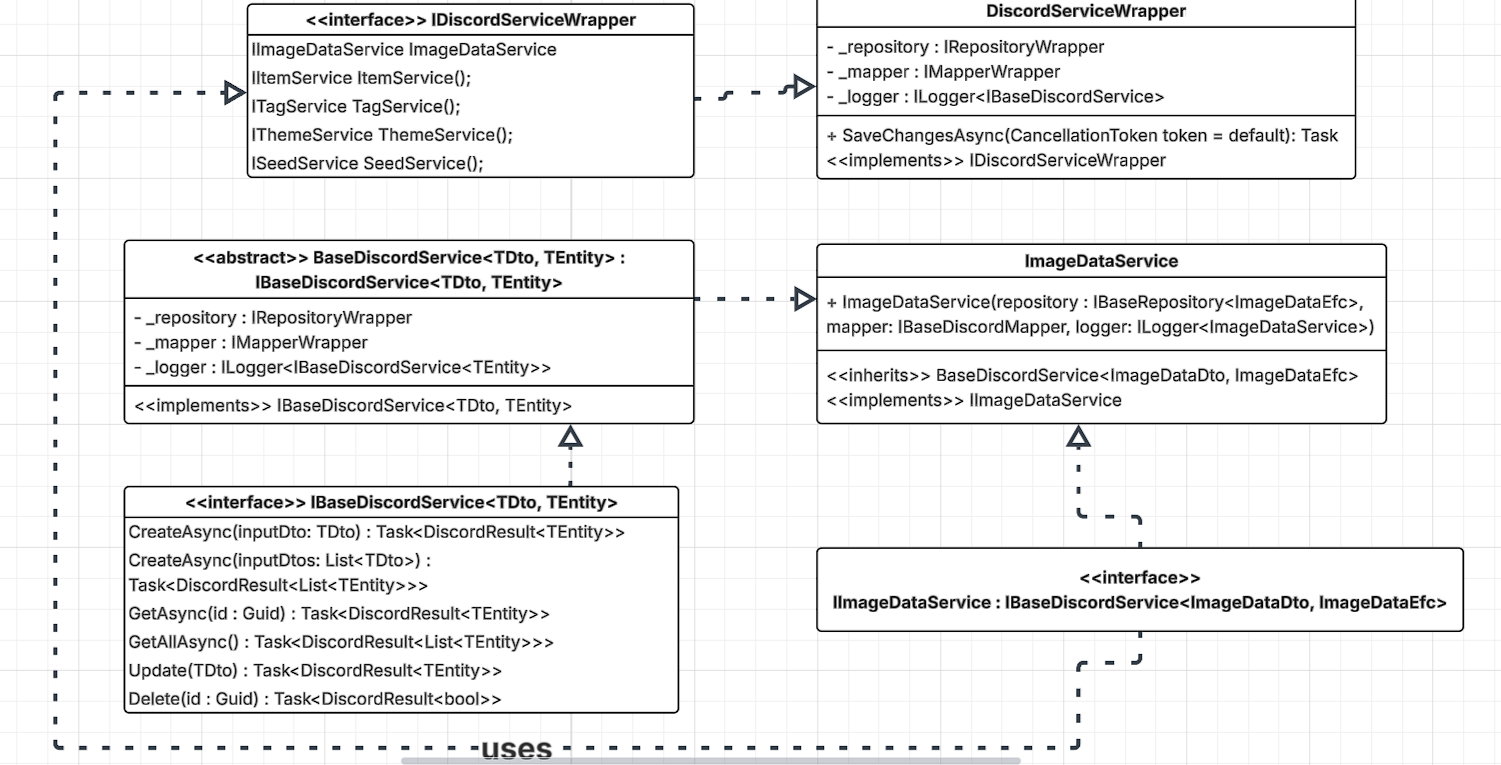 <<interface>> IDiscordServiceWrapper
IImageDataService ImageDataService
IItemService ItemService();
ITagService TagService();
IThemeService ThemeService();
ISeedService SeedService();
DiscordServiceWrapper
- _repository : IRepositoryWrapper
- _mapper : IMapperWrapper
- _logger : ILogger<IBaseDiscordService>
+ SaveChangesAsync(CancellationToken token = default): Task
<<implements>> IDiscordServiceWrapper
<<abstract>> BaseDiscordService<TDto, TEntity> :
IBaseDiscordService<TDto, TEntity>
- _repository : IRepositoryWrapper
- _mapper : IMapperWrapper
- _logger : ILogger<IBaseDiscordService<TEntity>>
<<implements>> IBaseDiscordService<TDto, TEntity>
ImageDataService
+ ImageDataService(repository : IBaseRepository<ImageDataEfc>,
mapper: IBaseDiscordMapper, logger: ILogger<ImageDataService>)
<<inherits>> BaseDiscordService<ImageDataDto, ImageDataEfc>
<<implements>> IImageDataService
<<interface>> IBaseDiscordService<TDto, TEntity>
CreateAsync(inputDto: TDto) : Task<DiscordResult<TEntity>>
CreateAsync(inputDtos: List<TDto>) :
Task<DiscordResult<List<TEntity>>>
GetAsync(id : Guid) : Task<DiscordResult<TEntity>>
GetAllAsync() : Task<DiscordResult<List<TEntity>>>
Update(TDto) : Task<DiscordResult<TEntity>>
Delete(id : Guid) : Task<DiscordResult<bool>>
<<interface>>
IImageDataService : IBaseDiscordService<ImageDataDto, ImageDataEfc>
uses